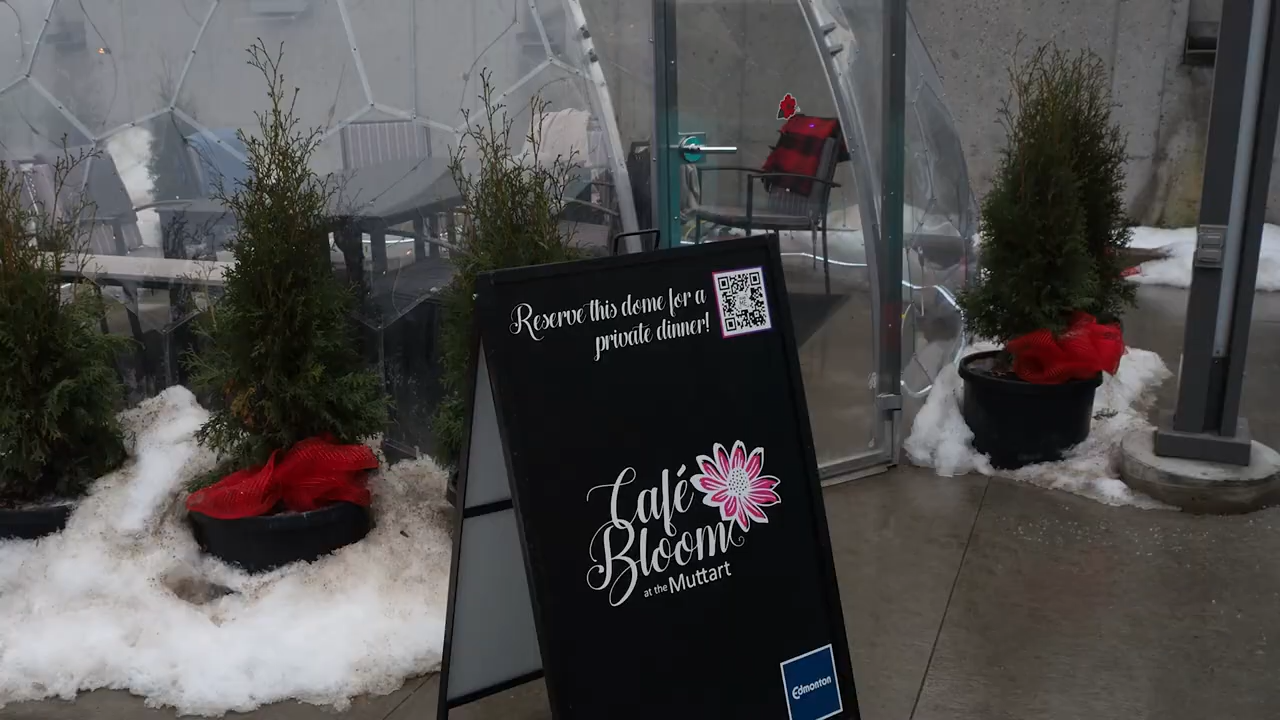 Reserve this dome for a
private dinner!
Café
Bloom
at the Muttart
Edmonton